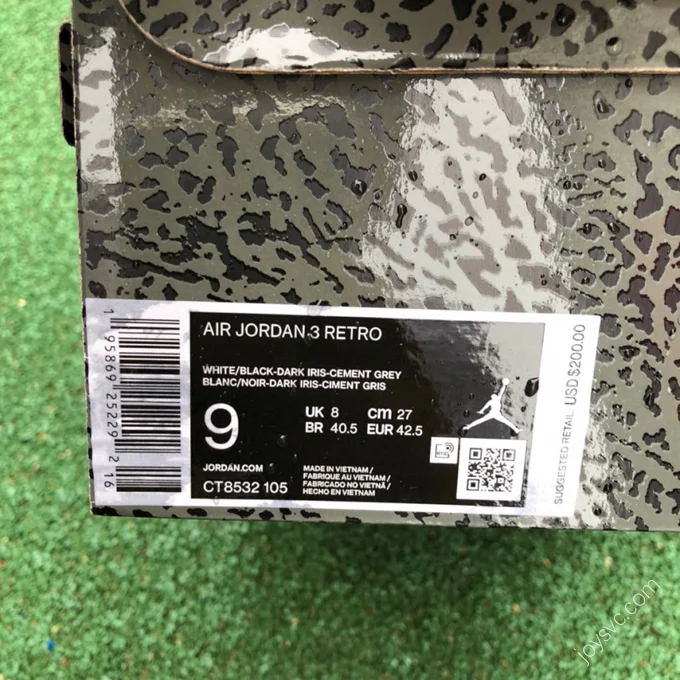 AIR JORDAN 3 RETRO
WHITE/BLACK-DARK IRIS-CEMENT GREY
BLANC/NOIR-DARK IRIS-CIMENT GRIS
9
UK 8 cm 27
BR 40.5 EUR 42.5
JORDAN.COM
CT8532 105
MADE IN VIETNAM /
FABRIQUE AU VIETNAM /
FABRICADO NO VIETNÃ /
HECHO EN VIETNAM
SUGGESTED RETAIL: USD $200.00
1 95869 25229 2 16
joysvc.com